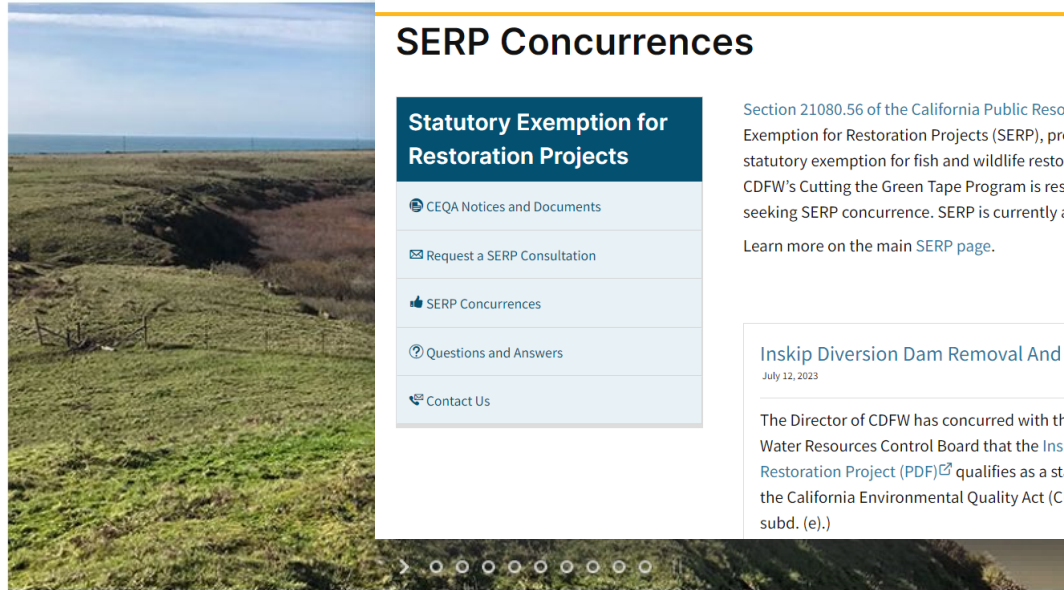 SERP Concurrences
Statutory Exemption for
Restoration Projects
CEQA Notices and Documents
Request a SERP Consultation
SERP Concurrences
Questions and Answers
Contact Us
Section 21080.56 of the California Public Reso
Exemption for Restoration Projects (SERP), pr
statutory exemption for fish and wildlife resto
CDFW's Cutting the Green Tape Program is res
seeking SERP concurrence. SERP is currently a
Learn more on the main SERP page.
Inskip Diversion Dam Removal And
July 12, 2023
The Director of CDFW has concurred with th
Water Resources Control Board that the Ins
Restoration Project (PDF) qualifies as a st
the California Environmental Quality Act (C
subd. (e).)